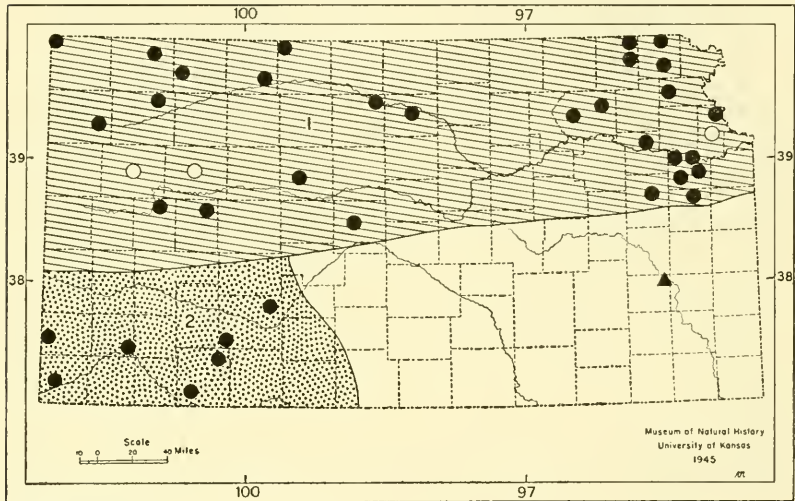 100 97
1
39 39
38 38
2
Scale
10 0 20 40 Miles
Museum of Natural History
University of Kansas
1945
100 97